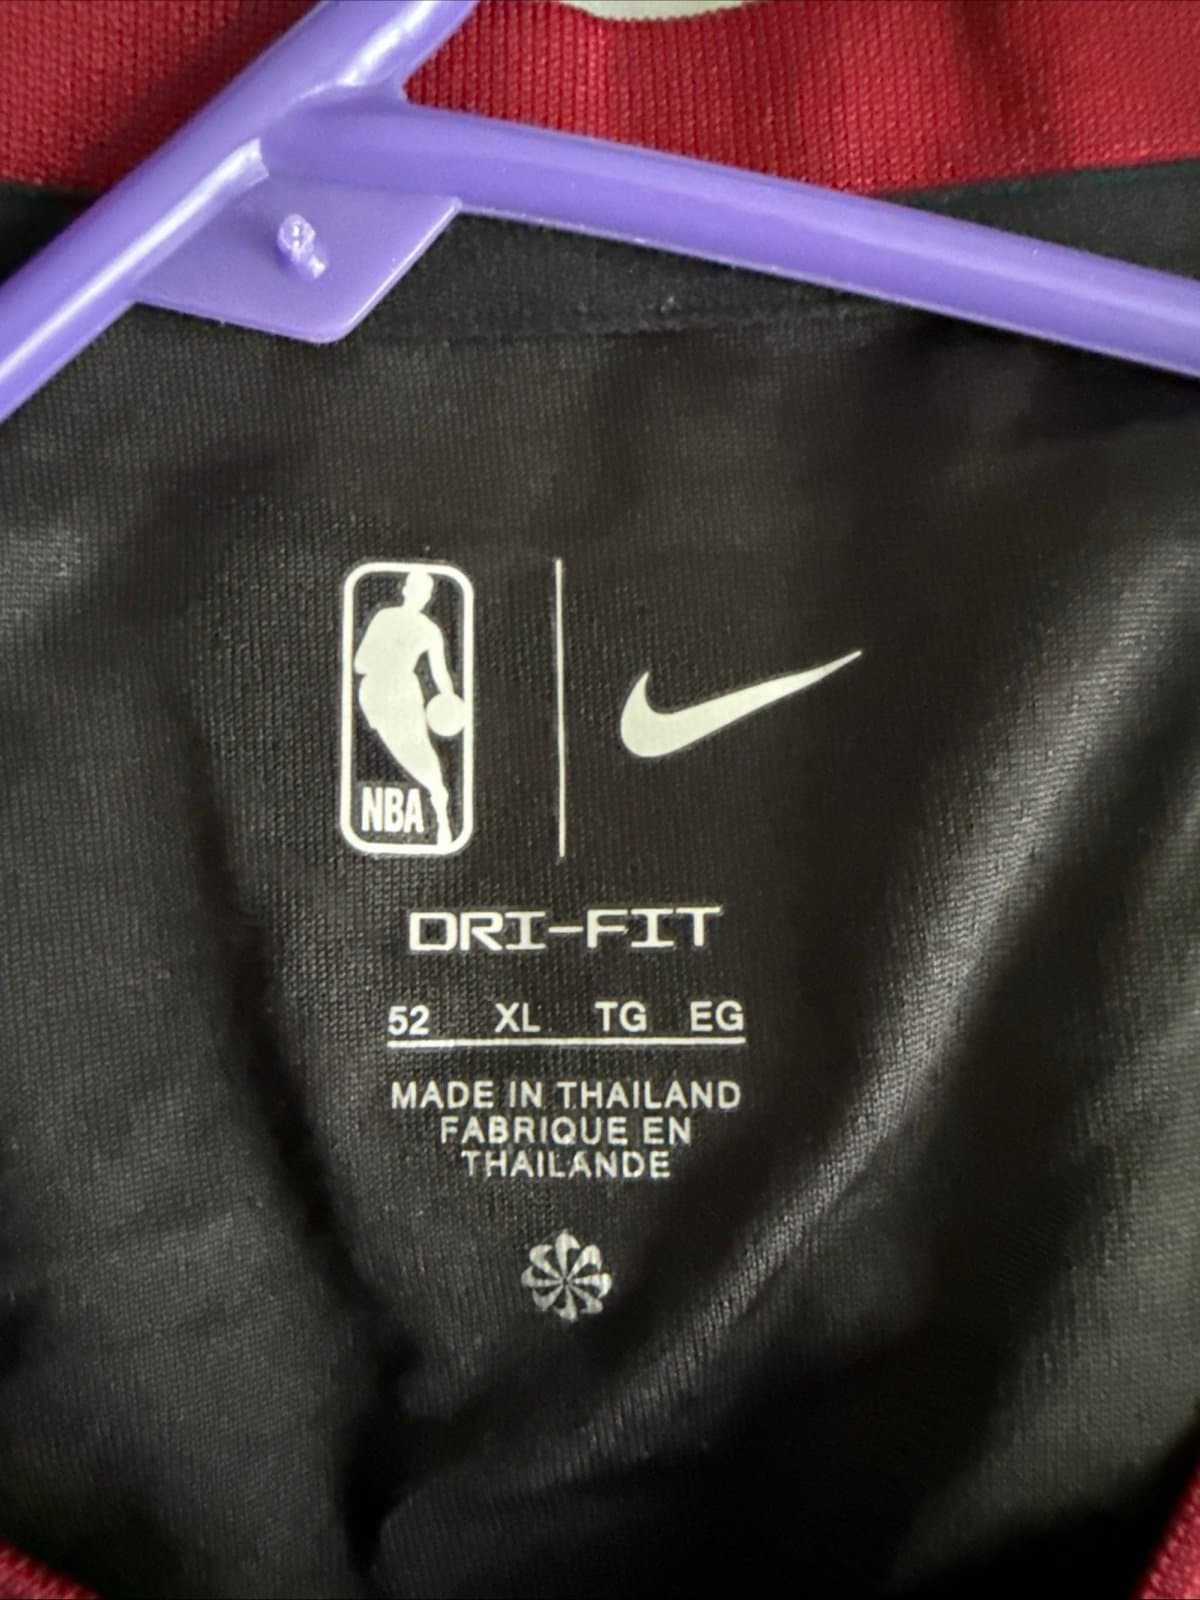 NBA
DRI-FIT
52 XL TG EG
MADE IN THAILAND
FABRIQUE EN
THAILANDE